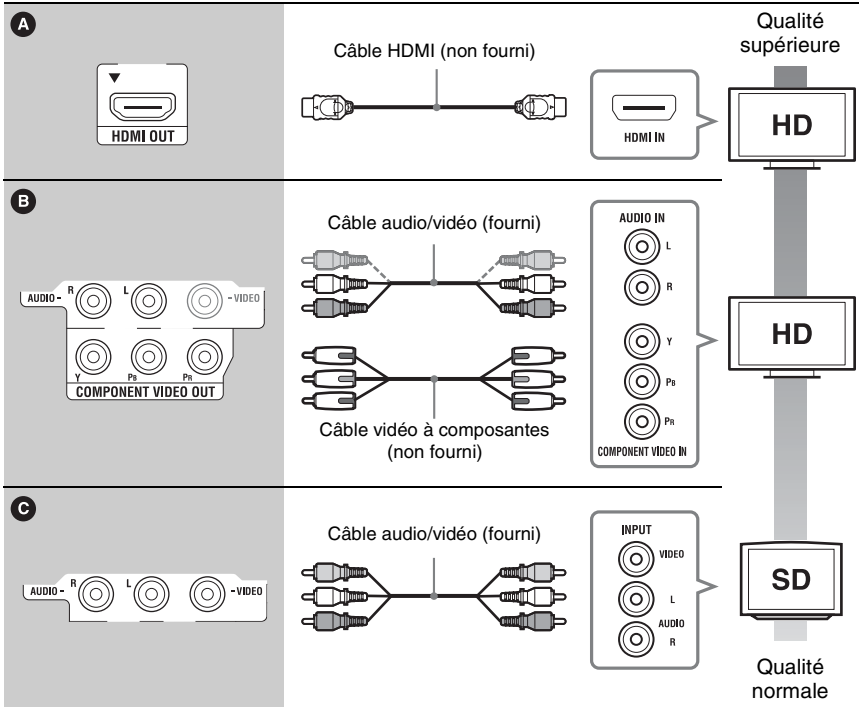 A
HDMI OUT
Câble HDMI (non fourni)
HDMI IN
Qualité
supérieure
HD
B
AUDIO - R L - VIDEO
Y PB PR
COMPONENT VIDEO OUT
Câble audio/vidéo (fourni)
Câble vidéo à composantes
(non fourni)
AUDIO IN
L
R
Y
PB
PR
COMPONENT VIDEO IN
HD
C
AUDIO - R L - VIDEO
Câble audio/vidéo (fourni)
INPUT
VIDEO
L
AUDIO
R
SD
Qualité
normale